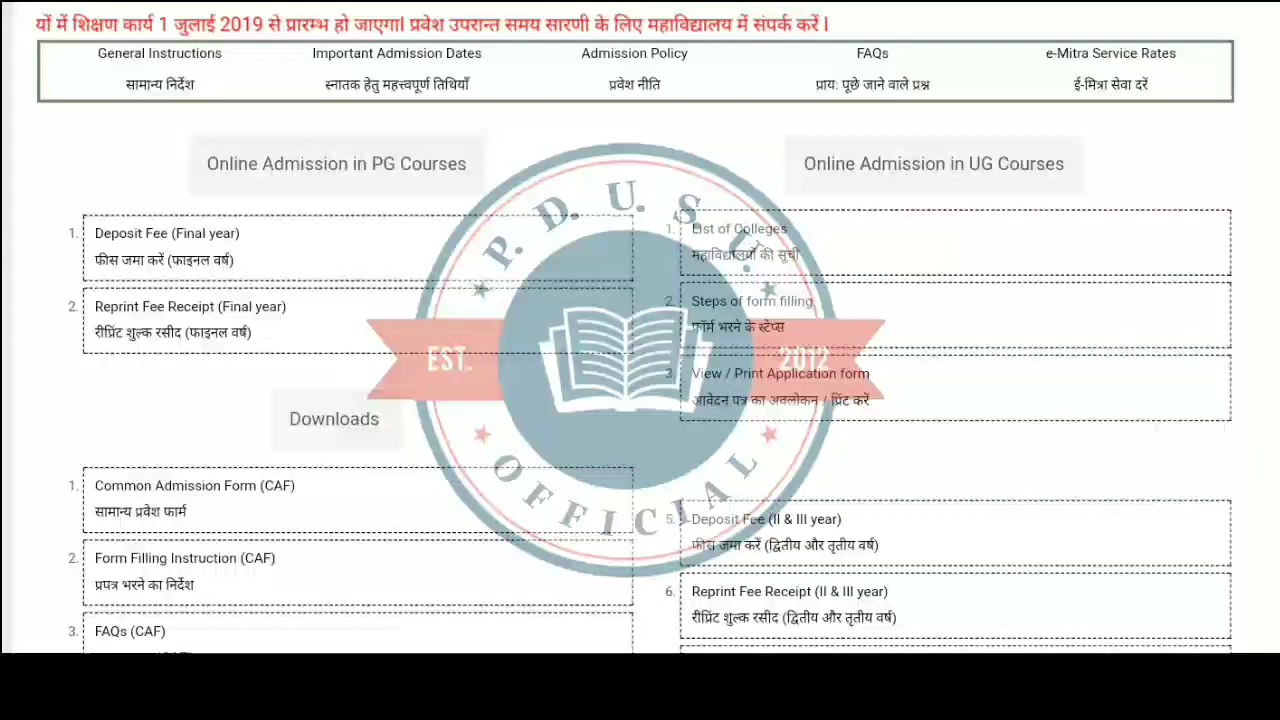 यों में शिक्षण कार्य 1 जुलाई 2019 से प्रारम्भ हो जाएगा। प्रवेश उपरान्त समय सारणी के लिए महाविद्यालय में संपर्क करें।
General Instructions Important Admission Dates Admission Policy FAQs e-Mitra Service Rates
सामान्य निर्देश स्नातक हेतु महत्त्वपूर्ण तिथियाँ प्रवेश नीति प्राय: पूछे जाने वाले प्रश्न ई-मित्रा सेवा दरें
Online Admission in PG Courses
1. Deposit Fee (Final year)
फीस जमा करें (फाइनल वर्ष)
2. Reprint Fee Receipt (Final year)
रीप्रिंट शुल्क रसीद (फाइनल वर्ष)
Downloads
1. Common Admission Form (CAF)
सामान्य प्रवेश फार्म
2. Form Filling Instruction (CAF)
प्रपत्र भरने का निर्देश
3. FAQs (CAF)
Online Admission in UG Courses
1. List of Colleges
महाविद्यालयों की सूची
2. Steps of form filling
फॉर्म भरने के स्टेप्स
3. View / Print Application form
आवेदन पत्र का अवलोकन / प्रिंट करें
5. Deposit Fee (II & III year)
फीस जमा करें (द्वितीय और तृतीय वर्ष)
6. Reprint Fee Receipt (II & III year)
रीप्रिंट शुल्क रसीद (द्वितीय और तृतीय वर्ष)
P. D. U. S. U.
EST. 2012
OFFICIAL